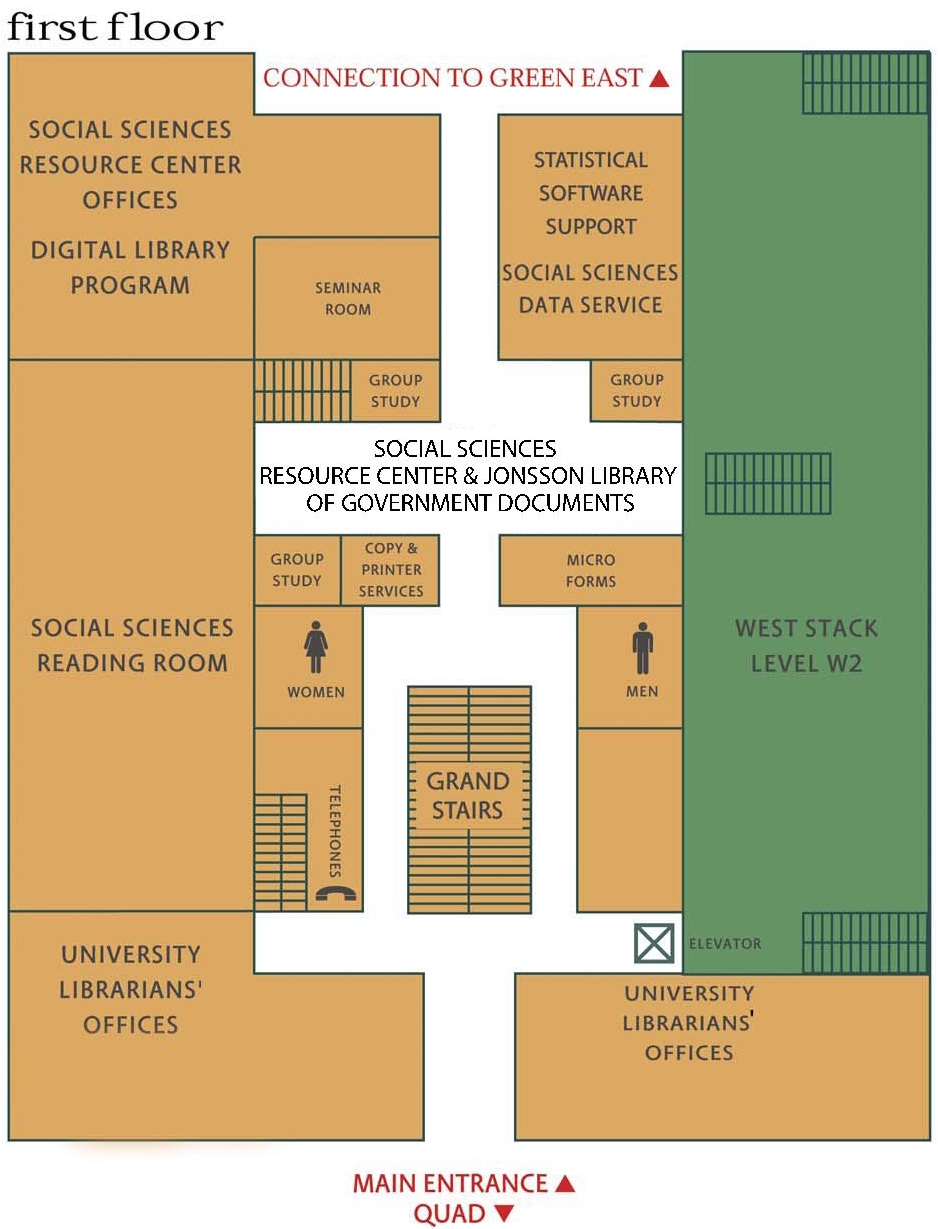 first floor
CONNECTION TO GREEN EAST ▲
SOCIAL SCIENCES
RESOURCE CENTER
OFFICES
DIGITAL LIBRARY
PROGRAM
SEMINAR
ROOM
STATISTICAL
SOFTWARE
SUPPORT
SOCIAL SCIENCES
DATA SERVICE
GROUP
STUDY
GROUP
STUDY
SOCIAL SCIENCES
RESOURCE CENTER & JONSSON LIBRARY
OF GOVERNMENT DOCUMENTS
GROUP
STUDY
COPY &
PRINTER
SERVICES
MICRO
FORMS
SOCIAL SCIENCES
READING ROOM
WOMEN
MEN
WEST STACK
LEVEL W2
GRAND
STAIRS
TELEPHONES
ELEVATOR
UNIVERSITY
LIBRARIANS'
OFFICES
UNIVERSITY
LIBRARIANS'
OFFICES
MAIN ENTRANCE ▲
QUAD ▼